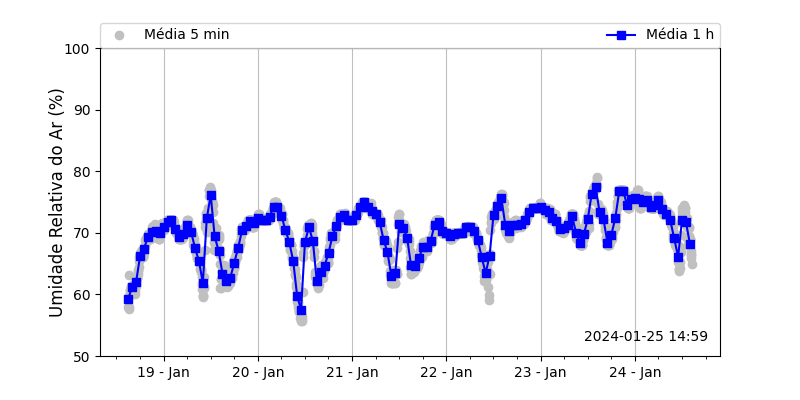 Média 5 min
Média 1 h
Umidade Relativa do Ar (%)
100
90
80
70
60
50
2024-01-25 14:59
19 - Jan
20 - Jan
21 - Jan
22 - Jan
23 - Jan
24 - Jan